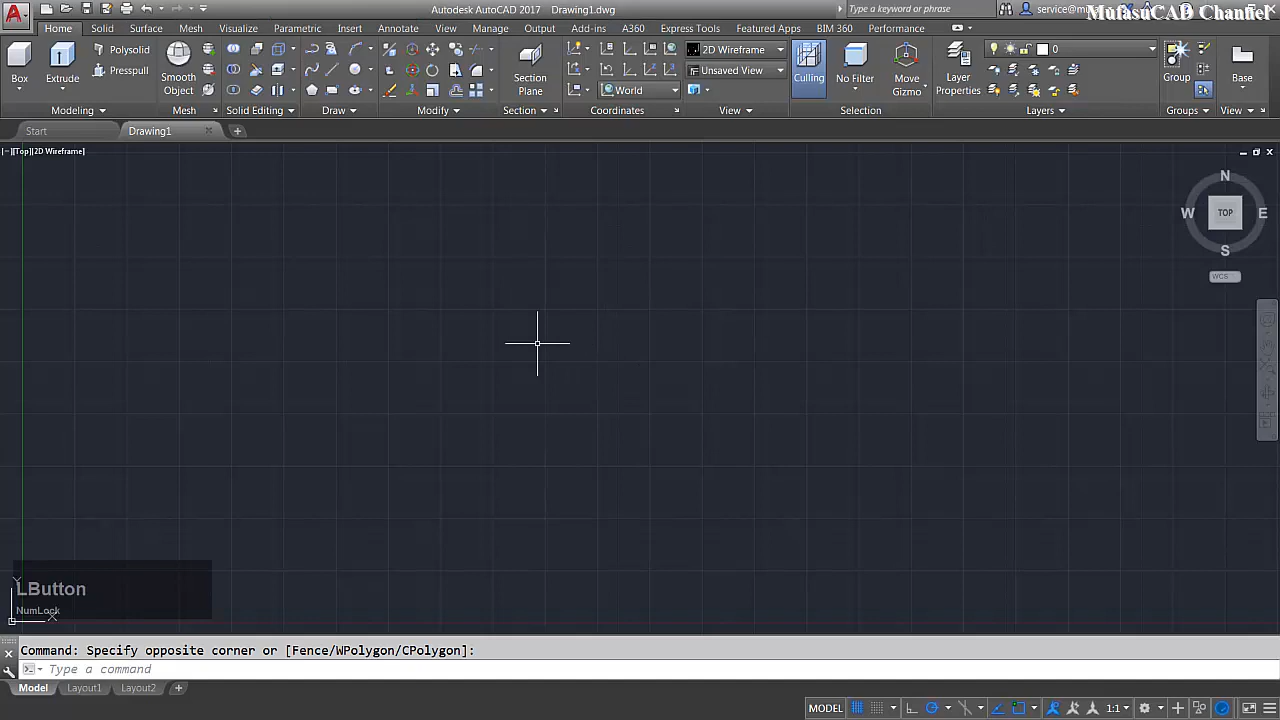 Autodesk AutoCAD 2017 Drawing1.dwg
Type a keyword or phrase
MufasuCAD Channel
Home Solid Surface Mesh Visualize Parametric Insert Annotate View Manage Output Add-ins A360 Express Tools Featured Apps BIM 360 Performance
Box
Extrude
Polysolid
Presspull
Smooth
Object
Section
Plane
2D Wireframe
Unsaved View
World
Culling
No Filter
Move
Gizmo
Layer
Properties
0
Group
Base
Modeling Mesh Solid Editing Draw Modify Section Coordinates View Selection Layers Groups View
Start Drawing1
[−][Top][2D Wireframe]
N
W TOP E
S
WCS
LButton
NumLock
Y
X
Command: Specify opposite corner or [Fence/WPolygon/CPolygon]:
Type a command
Model Layout1 Layout2
MODEL 1:1